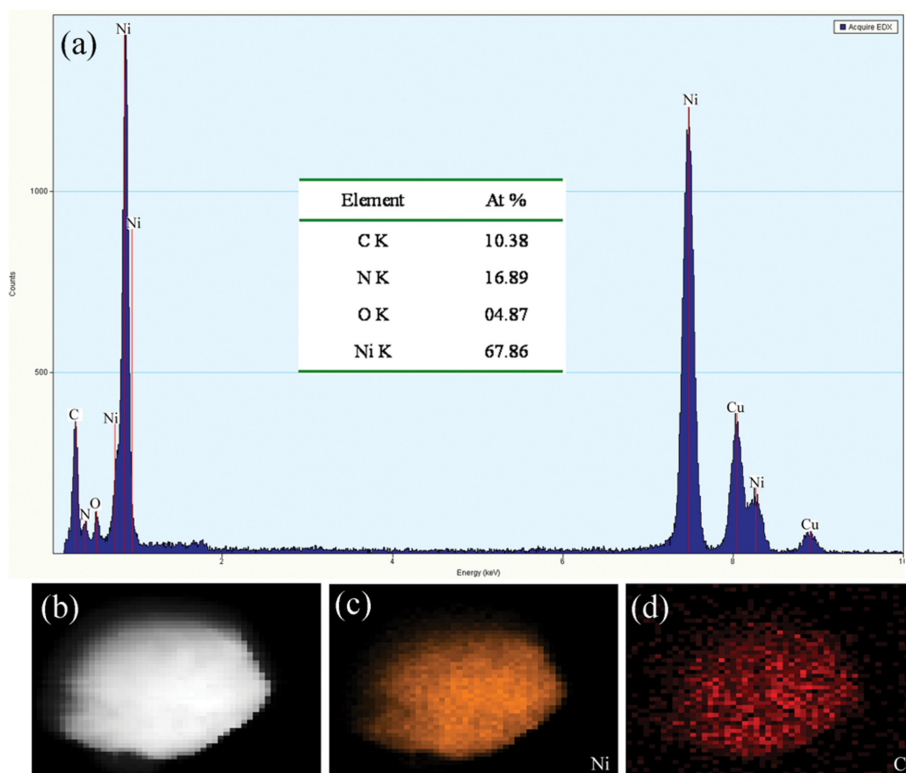 (a)
Acquire EDX
Ni
Ni
1000
Counts
Element At %
C K 10.38
N K 16.89
O K 04.87
Ni K 67.86
500
C
Ni
N
O
Ni
Cu
Ni
Cu
2
4
6
8
10
Energy (keV)
(b)
(c)
Ni
(d)
C